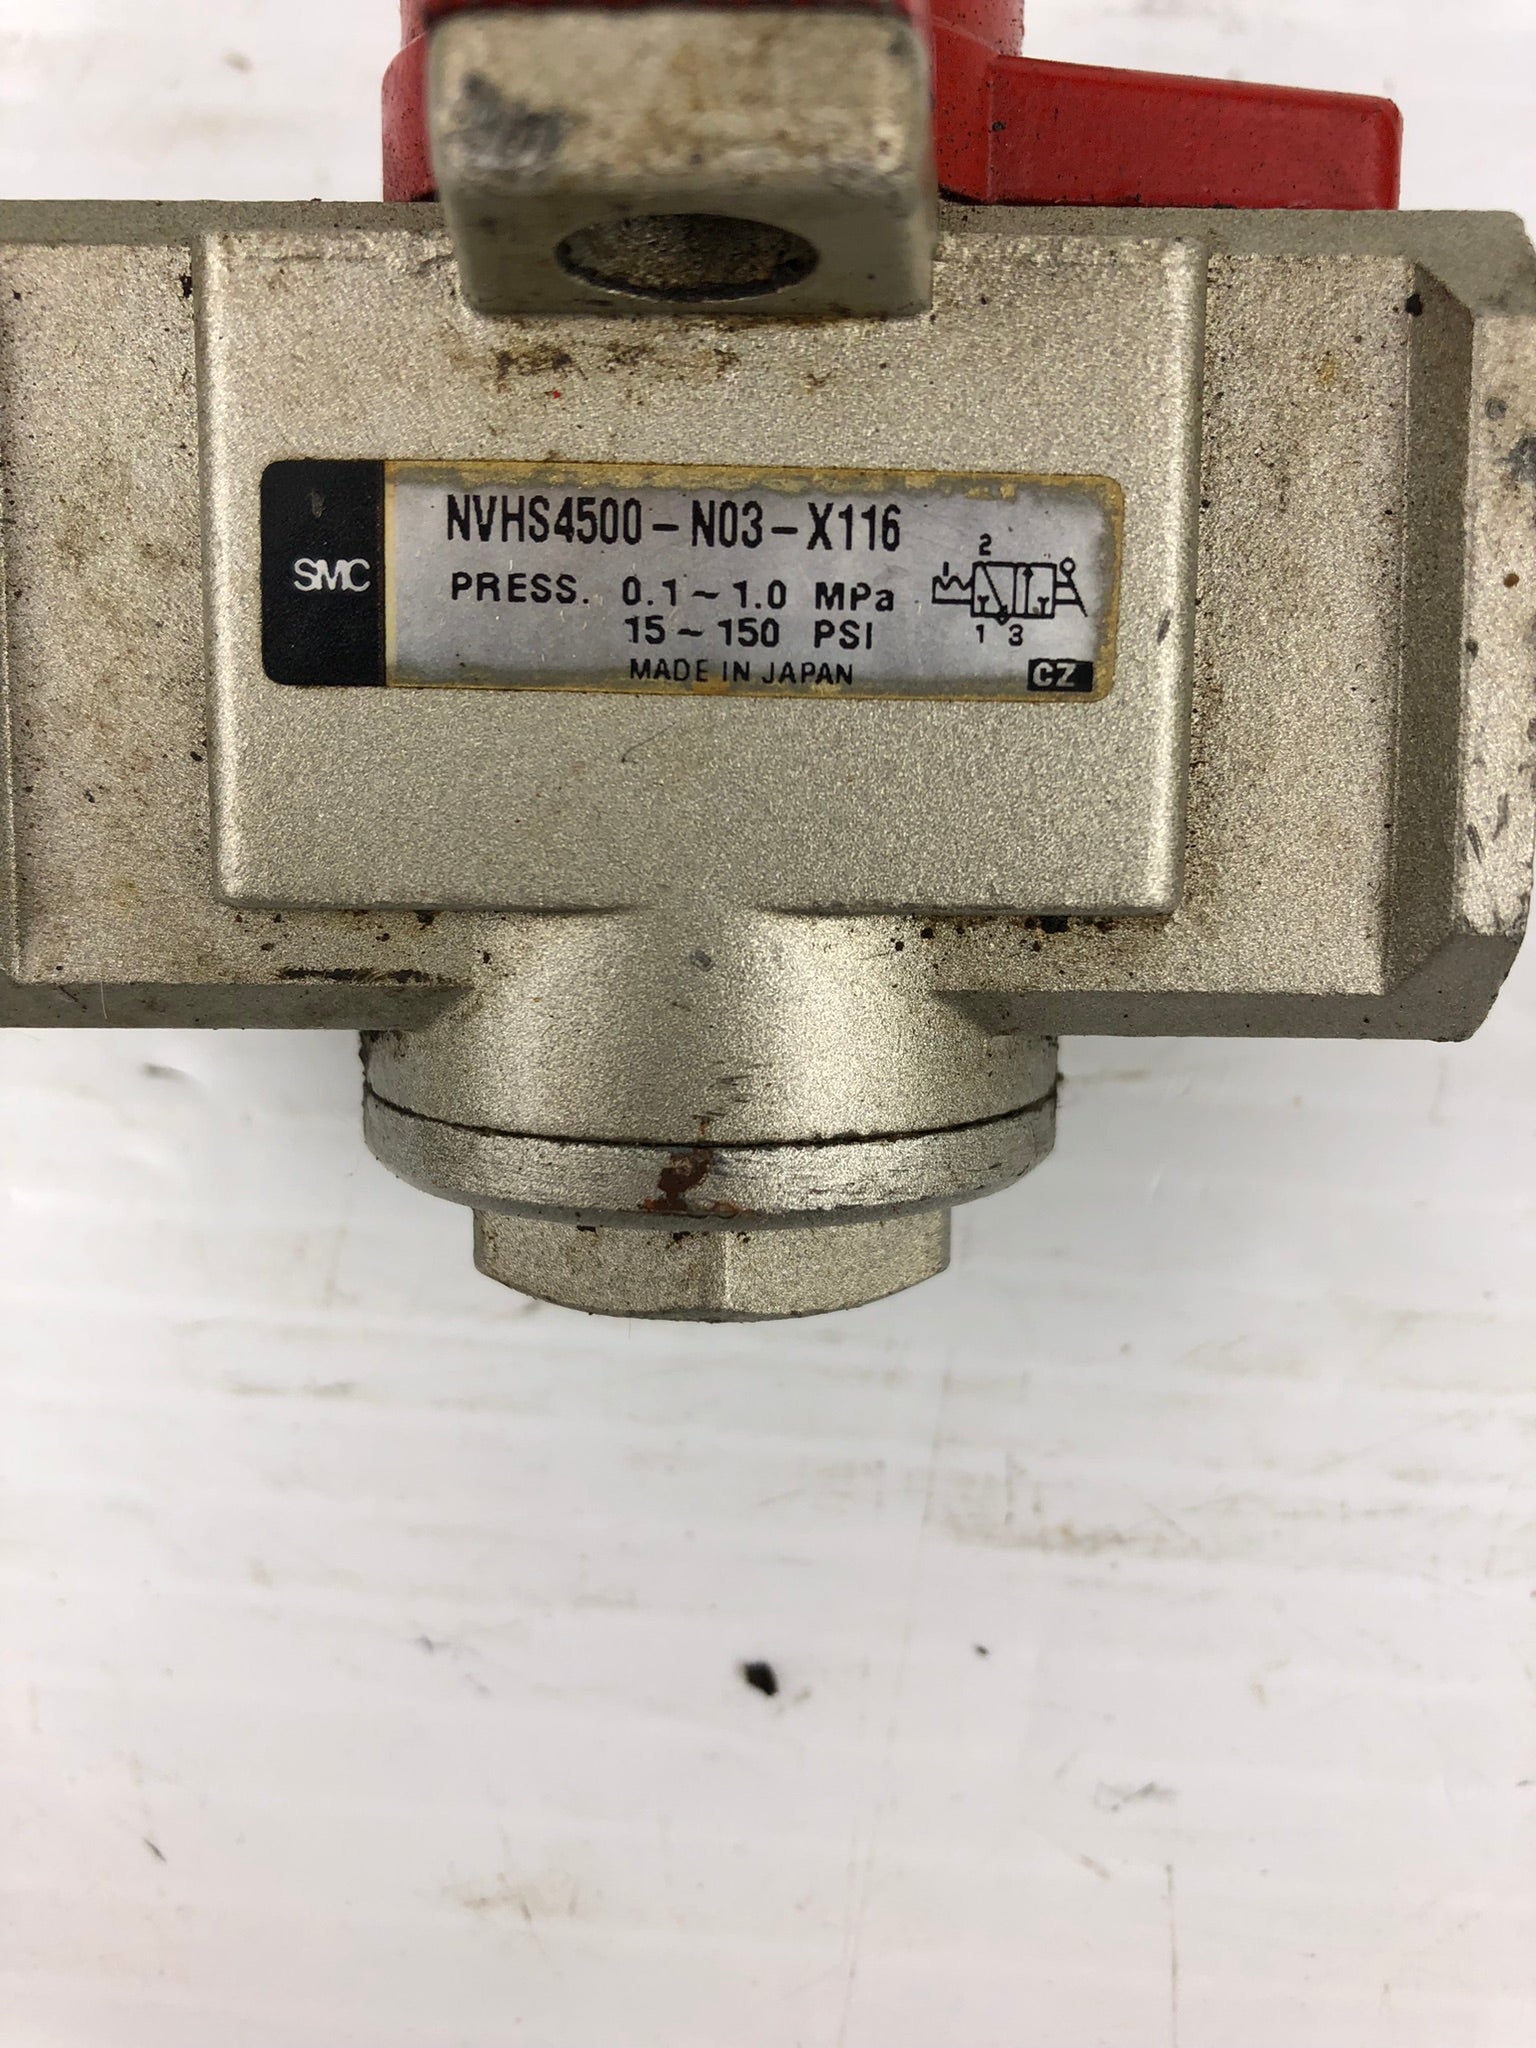 SMC
NVHS4500-N03-X116
PRESS. 0.1~1.0 MPa
15~150 PSI
MADE IN JAPAN
2
1 3
CZ